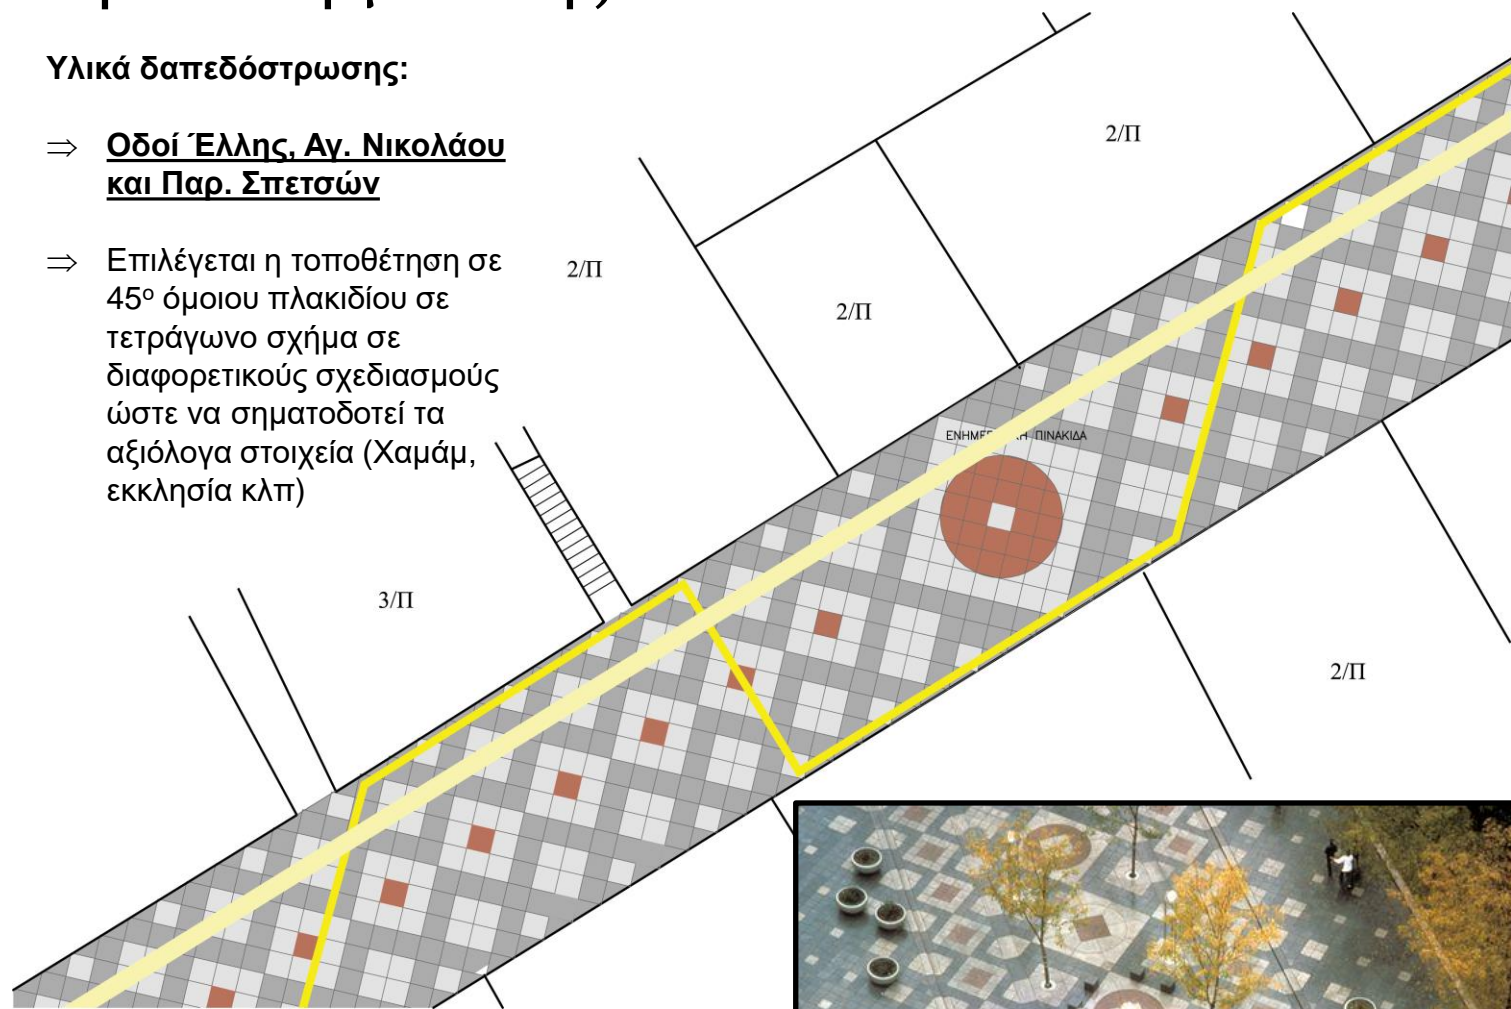 Υλικά δαπεδόστρωσης:
⇒ Οδοί Έλλης, Αγ. Νικολάου
και Παρ. Σπετσών
⇒ Επιλέγεται η τοποθέτηση σε
45º όμοιου πλακιδίου σε
τετράγωνο σχήμα σε
διαφορετικούς σχεδιασμούς
ώστε να σηματοδοτεί τα
αξιόλογα στοιχεία (Χαμάμ,
εκκλησία κλπ)
2/Π
2/Π
2/Π
ΠΙΝΑΚΙΔΑ
3/Π
2/Π